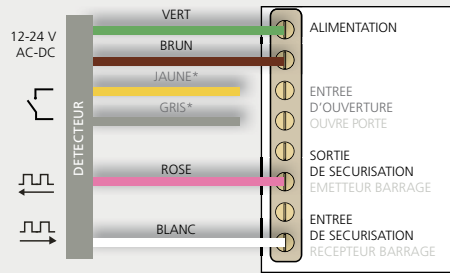 VERT
ALIMENTATION
12-24 V
AC-DC
BRUN
JAUNE*
ENTREE
D'OUVERTURE
OUVRE PORTE
GRIS*
DETECTEUR
SORTIE
DE SECURISATION
EMETTEUR BARRAGE
ROSE
ENTREE
DE SECURISATION
RECEPTEUR BARRAGE
BLANC